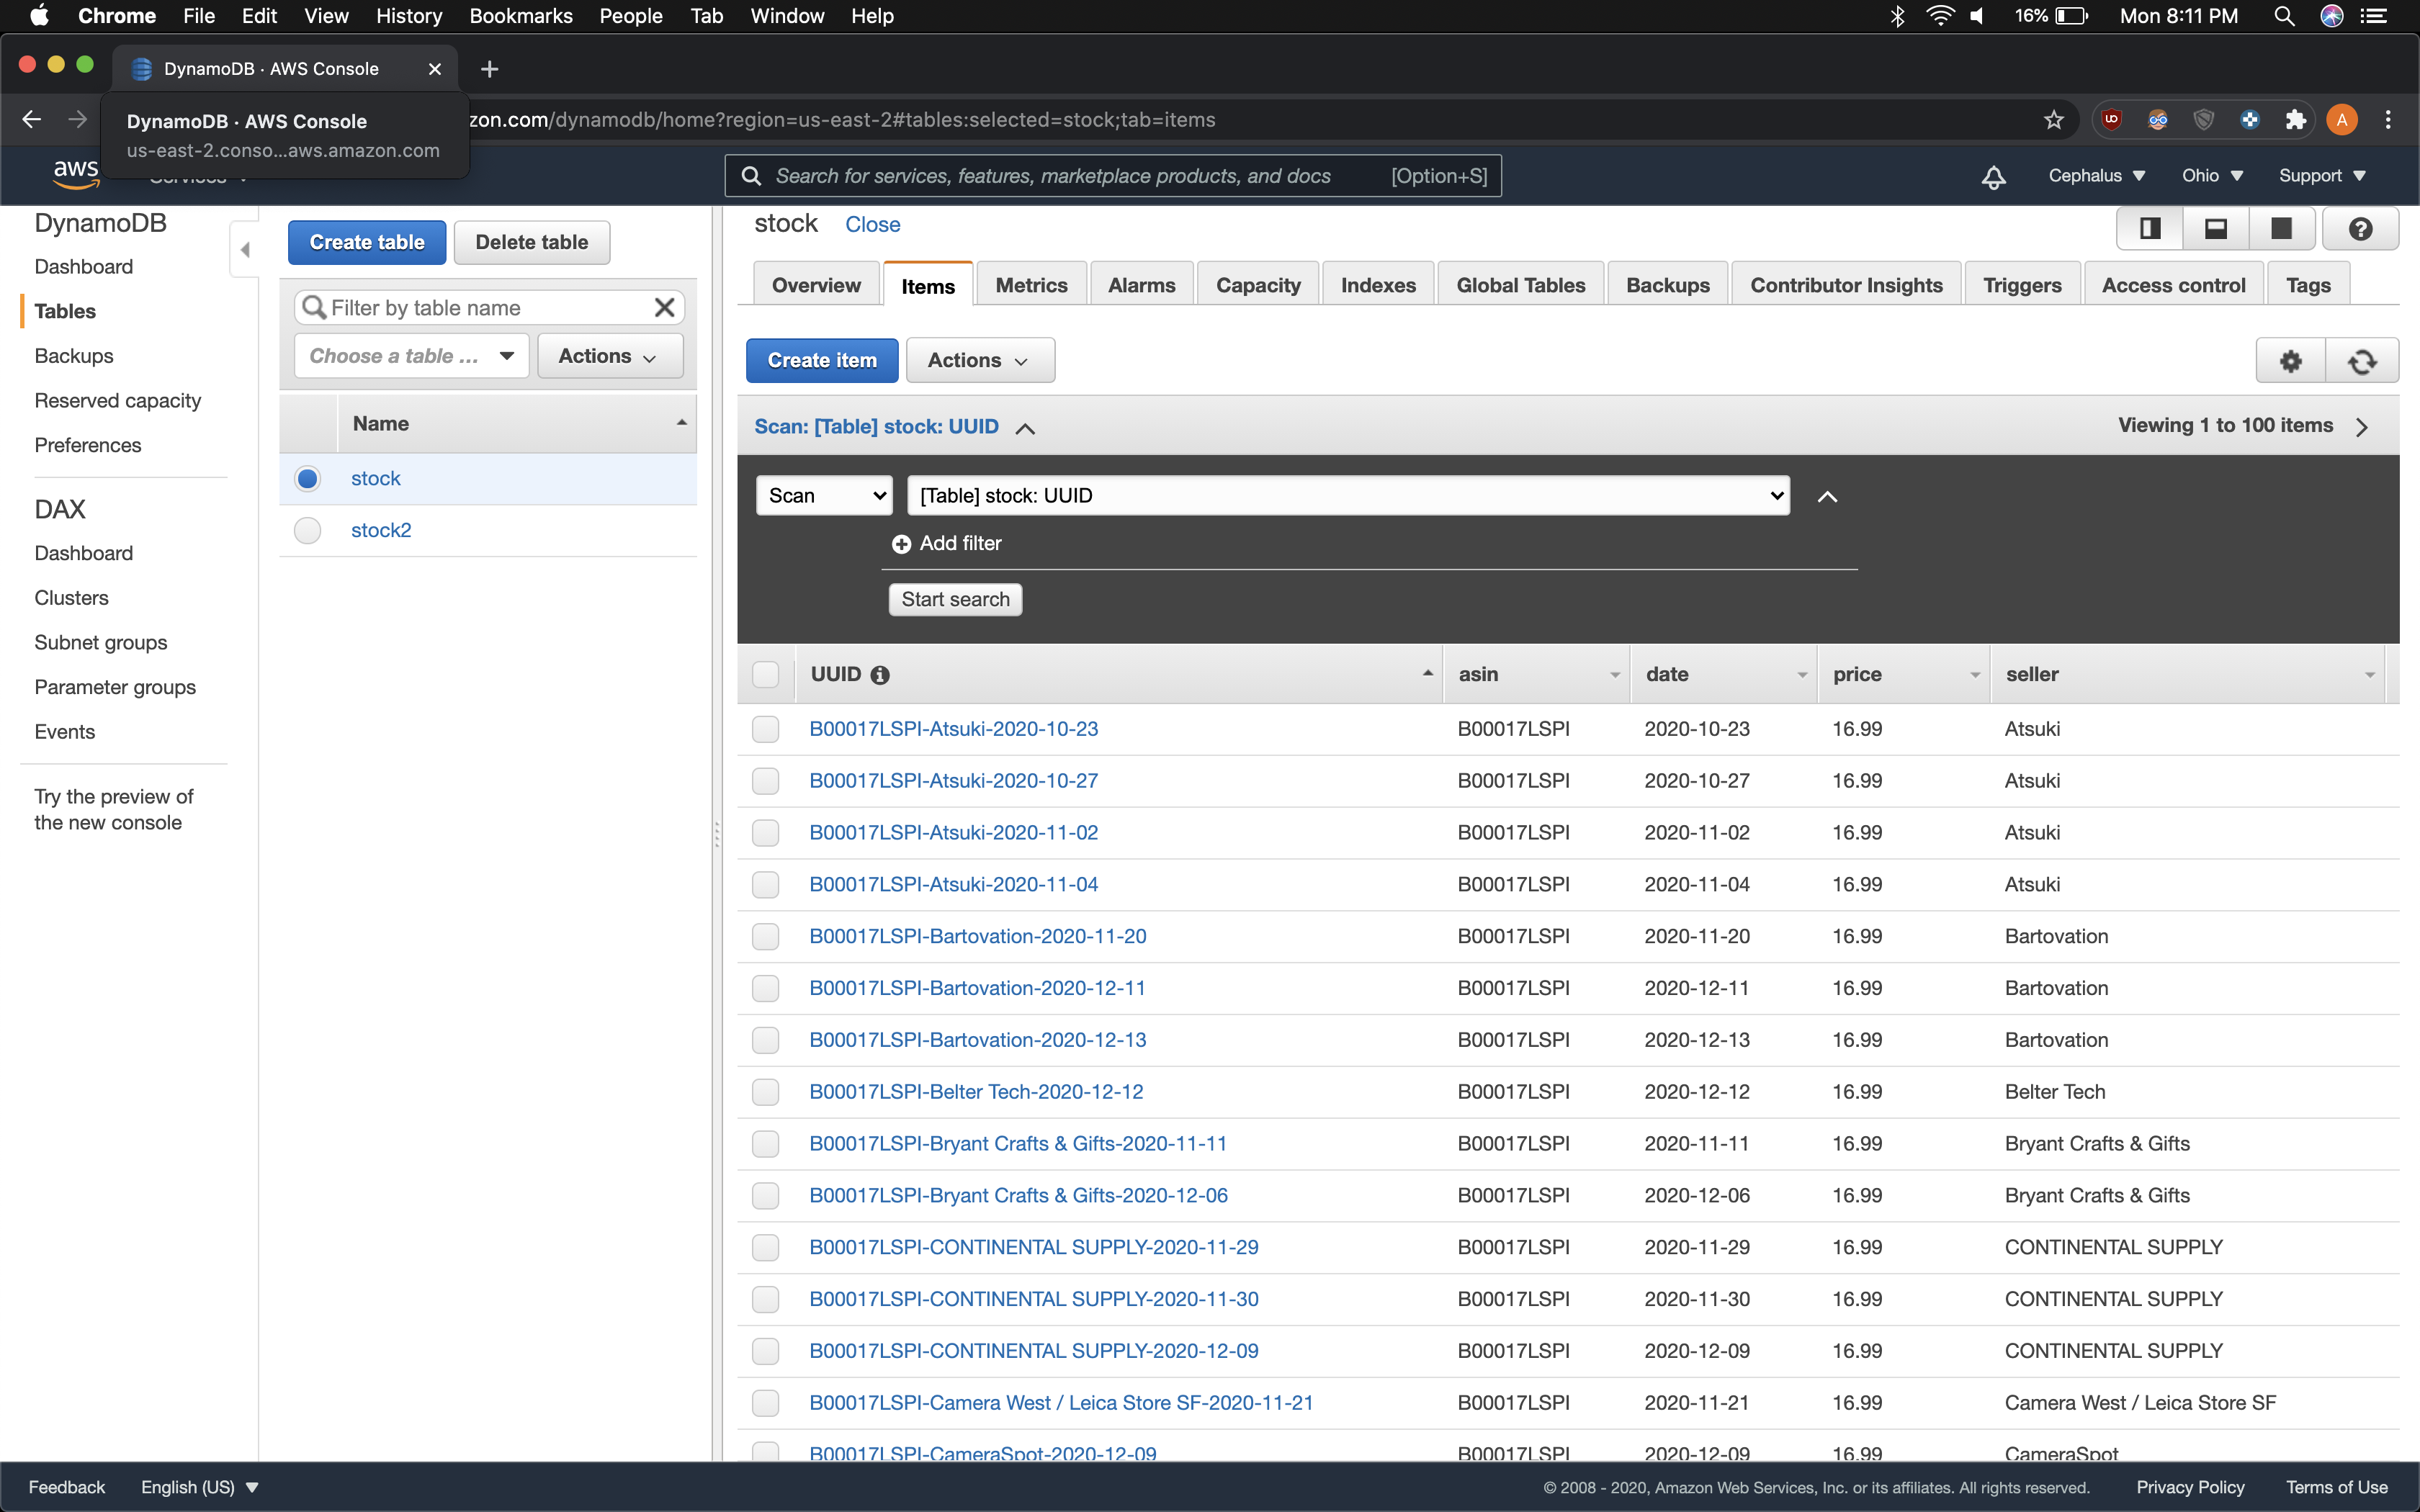 Chrome File Edit View History Bookmarks People Tab Window Help 16% Mon 8:11 PM
DynamoDB · AWS Console
DynamoDB · AWS Console
us-east-2.conso...aws.amazon.com
zon.com/dynamodb/home?region=us-east-2#tables:selected=stock;tab=items
A
aws Services
Search for services, features, marketplace products, and docs [Option+S]
Cephalus Ohio Support
DynamoDB
Dashboard
Tables
Backups
Reserved capacity
Preferences
DAX
Dashboard
Clusters
Subnet groups
Parameter groups
Events
Try the preview of
the new console
Create table Delete table
Filter by table name
Choose a table ... Actions
Name
stock
stock2
stock Close
Overview Items Metrics Alarms Capacity Indexes Global Tables Backups Contributor Insights Triggers Access control Tags
Create item Actions
Scan: [Table] stock: UUID Viewing 1 to 100 items
Scan [Table] stock: UUID
Add filter
Start search
UUID asin date price seller
B00017LSPI-Atsuki-2020-10-23 B00017LSPI 2020-10-23 16.99 Atsuki
B00017LSPI-Atsuki-2020-10-27 B00017LSPI 2020-10-27 16.99 Atsuki
B00017LSPI-Atsuki-2020-11-02 B00017LSPI 2020-11-02 16.99 Atsuki
B00017LSPI-Atsuki-2020-11-04 B00017LSPI 2020-11-04 16.99 Atsuki
B00017LSPI-Bartovation-2020-11-20 B00017LSPI 2020-11-20 16.99 Bartovation
B00017LSPI-Bartovation-2020-12-11 B00017LSPI 2020-12-11 16.99 Bartovation
B00017LSPI-Bartovation-2020-12-13 B00017LSPI 2020-12-13 16.99 Bartovation
B00017LSPI-Belter Tech-2020-12-12 B00017LSPI 2020-12-12 16.99 Belter Tech
B00017LSPI-Bryant Crafts & Gifts-2020-11-11 B00017LSPI 2020-11-11 16.99 Bryant Crafts & Gifts
B00017LSPI-Bryant Crafts & Gifts-2020-12-06 B00017LSPI 2020-12-06 16.99 Bryant Crafts & Gifts
B00017LSPI-CONTINENTAL SUPPLY-2020-11-29 B00017LSPI 2020-11-29 16.99 CONTINENTAL SUPPLY
B00017LSPI-CONTINENTAL SUPPLY-2020-11-30 B00017LSPI 2020-11-30 16.99 CONTINENTAL SUPPLY
B00017LSPI-CONTINENTAL SUPPLY-2020-12-09 B00017LSPI 2020-12-09 16.99 CONTINENTAL SUPPLY
B00017LSPI-Camera West / Leica Store SF-2020-11-21 B00017LSPI 2020-11-21 16.99 Camera West / Leica Store SF
B00017LSPI-CameraSpot-2020-12-09 B00017LSPI 2020-12-09 16.99 CameraSpot
Feedback English (US) © 2008 - 2020, Amazon Web Services, Inc. or its affiliates. All rights reserved. Privacy Policy Terms of Use